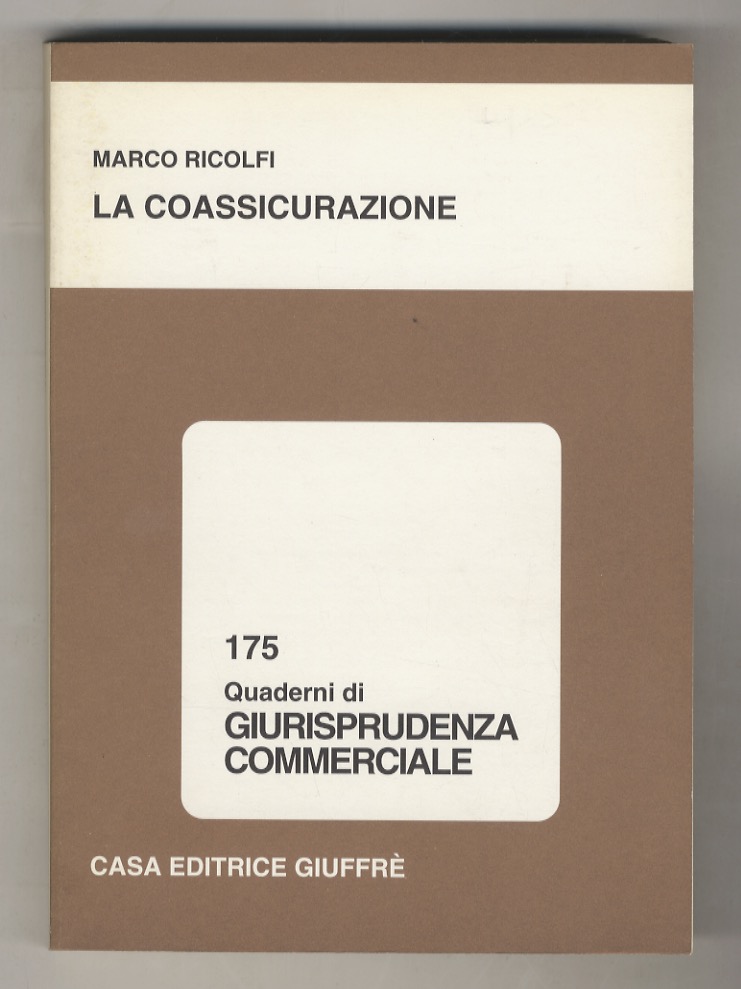 MARCO RICOLFI
LA COASSICURAZIONE
175
Quaderni di
GIURISPRUDENZA
COMMERCIALE
CASA EDITRICE GIUFFRÈ